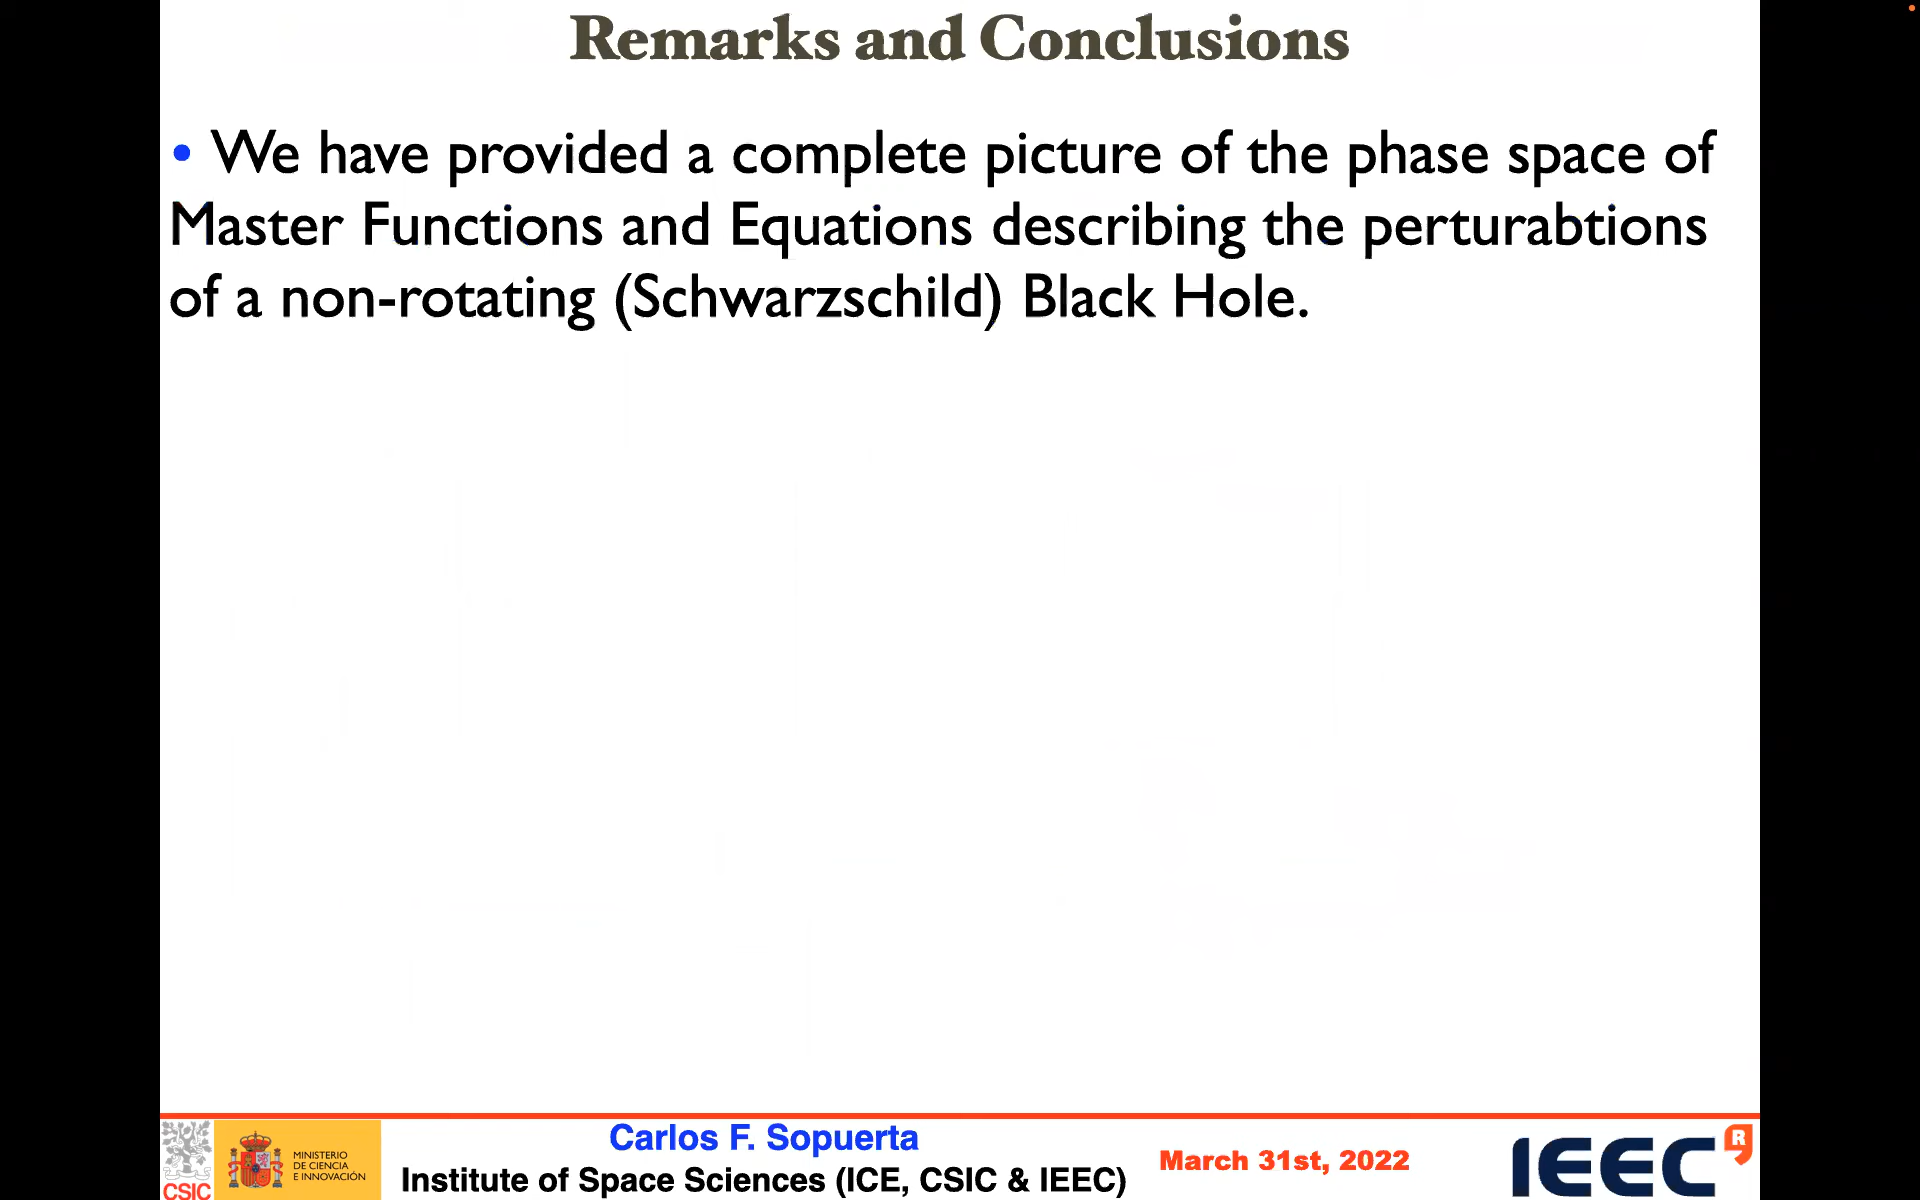 Remarks and Conclusions
• We have provided a complete picture of the phase space of
Master Functions and Equations describing the perturabtions
of a non-rotating (Schwarzschild) Black Hole.
CSIC
MINISTERIO
DE CIENCIA
E INNOVACIÓN
Carlos F. Sopuerta
Institute of Space Sciences (ICE, CSIC & IEEC)
March 31st, 2022
IEEC R